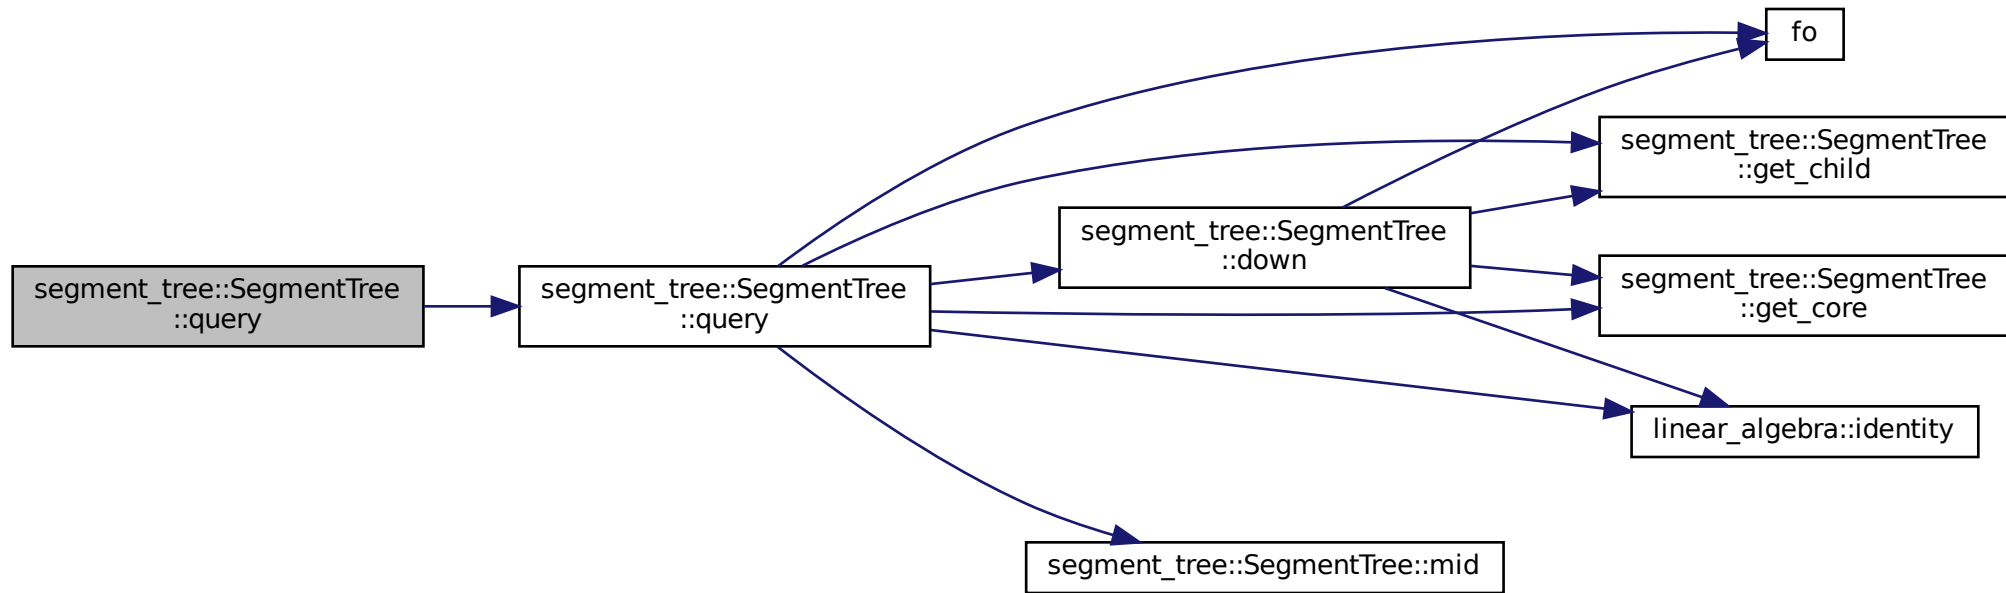 segment_tree::SegmentTree
::query
segment_tree::SegmentTree
::query
segment_tree::SegmentTree
::down
fo
segment_tree::SegmentTree
::get_child
segment_tree::SegmentTree
::get_core
linear_algebra::identity
segment_tree::SegmentTree::mid